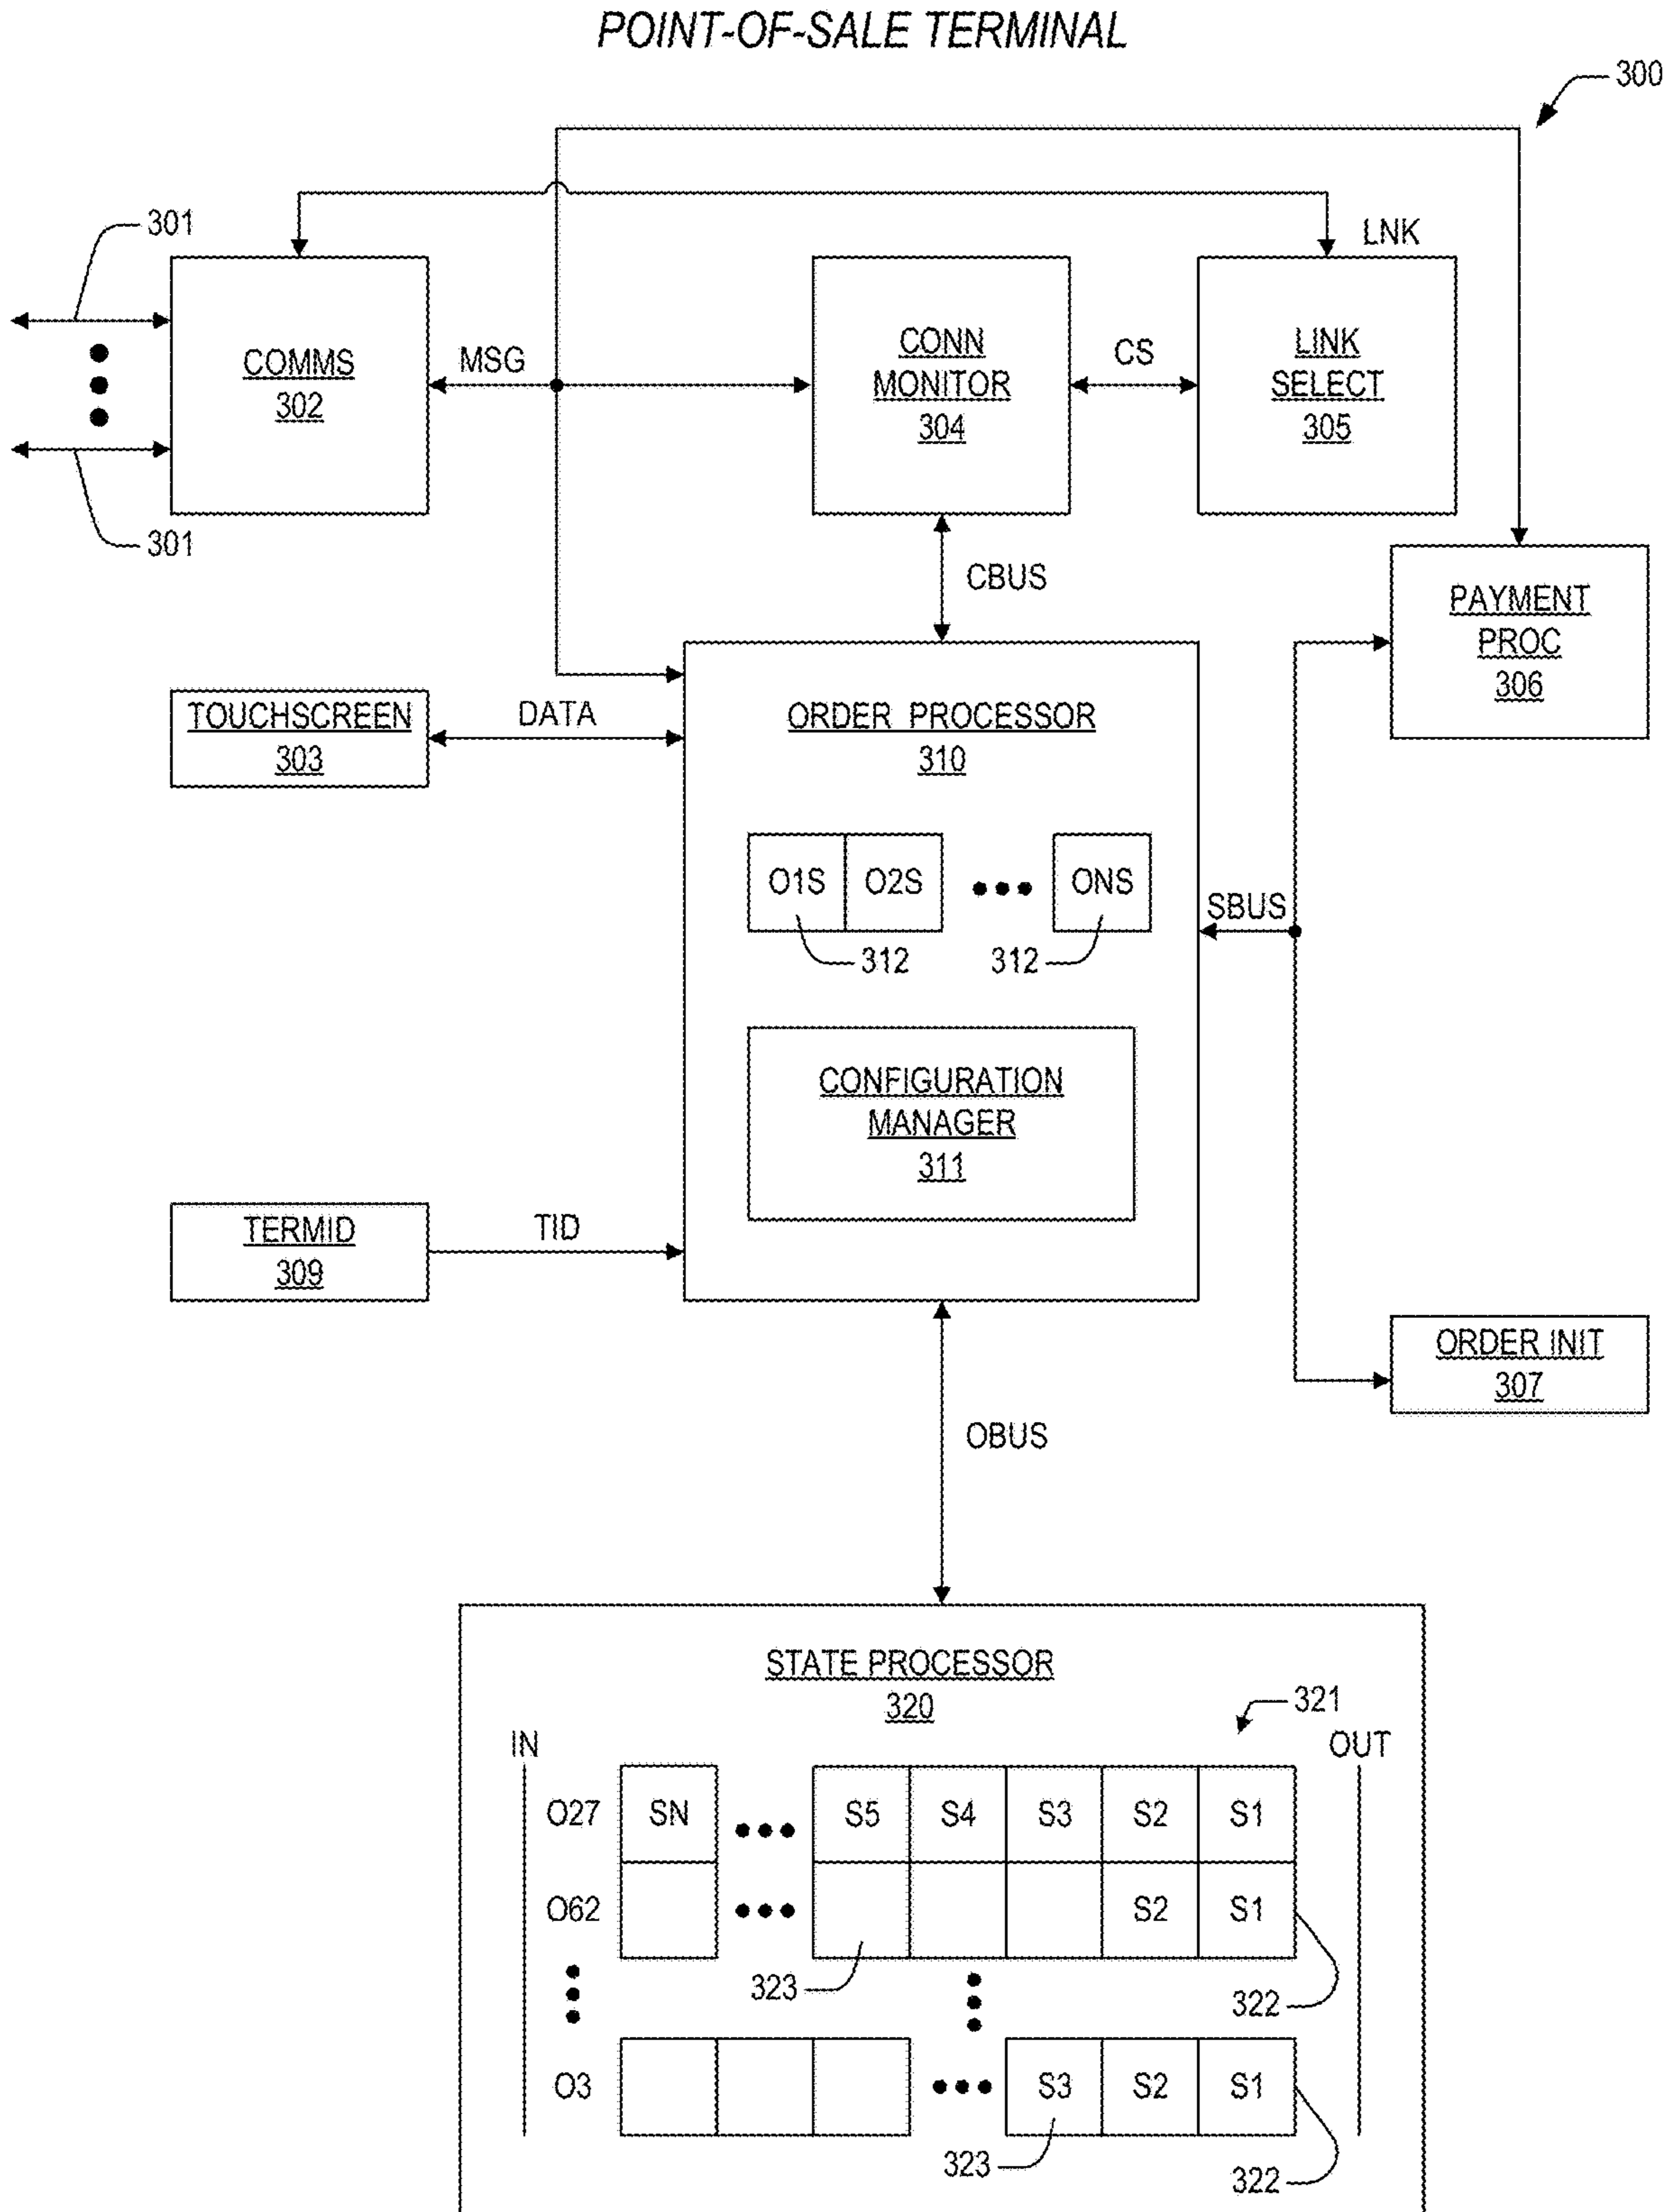 POINT-OF-SALE TERMINAL
300
301
LNK
COMMS
302
MSG
CONN
MONITOR
304
CS
LINK
SELECT
305
301
CBUS
PAYMENT
PROC
306
TOUCHSCREEN
303
DATA
ORDER PROCESSOR
310
O1S
O2S
ONS
SBUS
312
312
CONFIGURATION
MANAGER
311
TERMID
309
TID
ORDER INIT
307
OBUS
STATE PROCESSOR
320
321
IN
OUT
O27 SN S5 S4 S3 S2 S1
O62 S2 S1
323
322
O3 S3 S2 S1
323
322